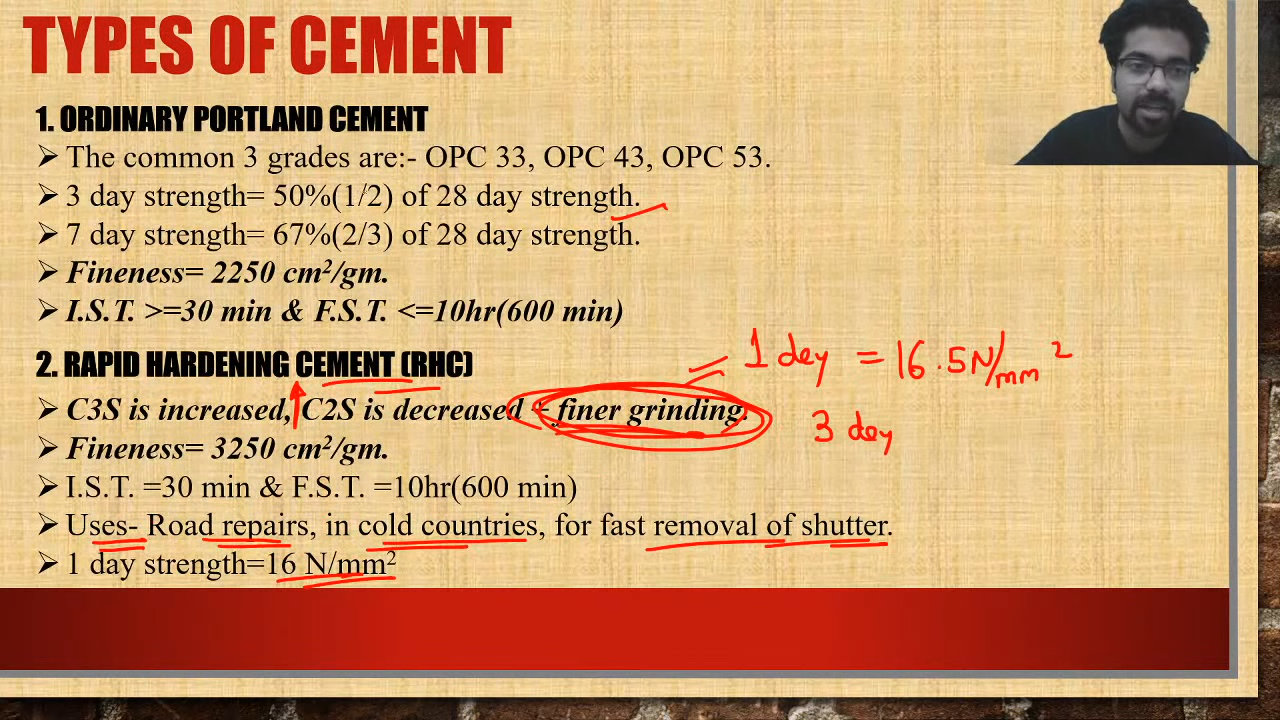 TYPES OF CEMENT
1. ORDINARY PORTLAND CEMENT
➢ The common 3 grades are:- OPC 33, OPC 43, OPC 53.
➢ 3 day strength= 50%(1/2) of 28 day strength.
➢ 7 day strength= 67%(2/3) of 28 day strength.
➢ Fineness= 2250 cm²/gm.
➢ I.S.T. >=30 min & F.S.T. <=10hr(600 min)
2. RAPID HARDENING CEMENT (RHC)
1 dey = 16.5N/mm²
➢ C3S is increased, C2S is decreased + finer grinding.
3 dey
➢ Fineness= 3250 cm²/gm.
➢ I.S.T. =30 min & F.S.T. =10hr(600 min)
➢ Uses- Road repairs, in cold countries, for fast removal of shutter.
➢ 1 day strength=16 N/mm²